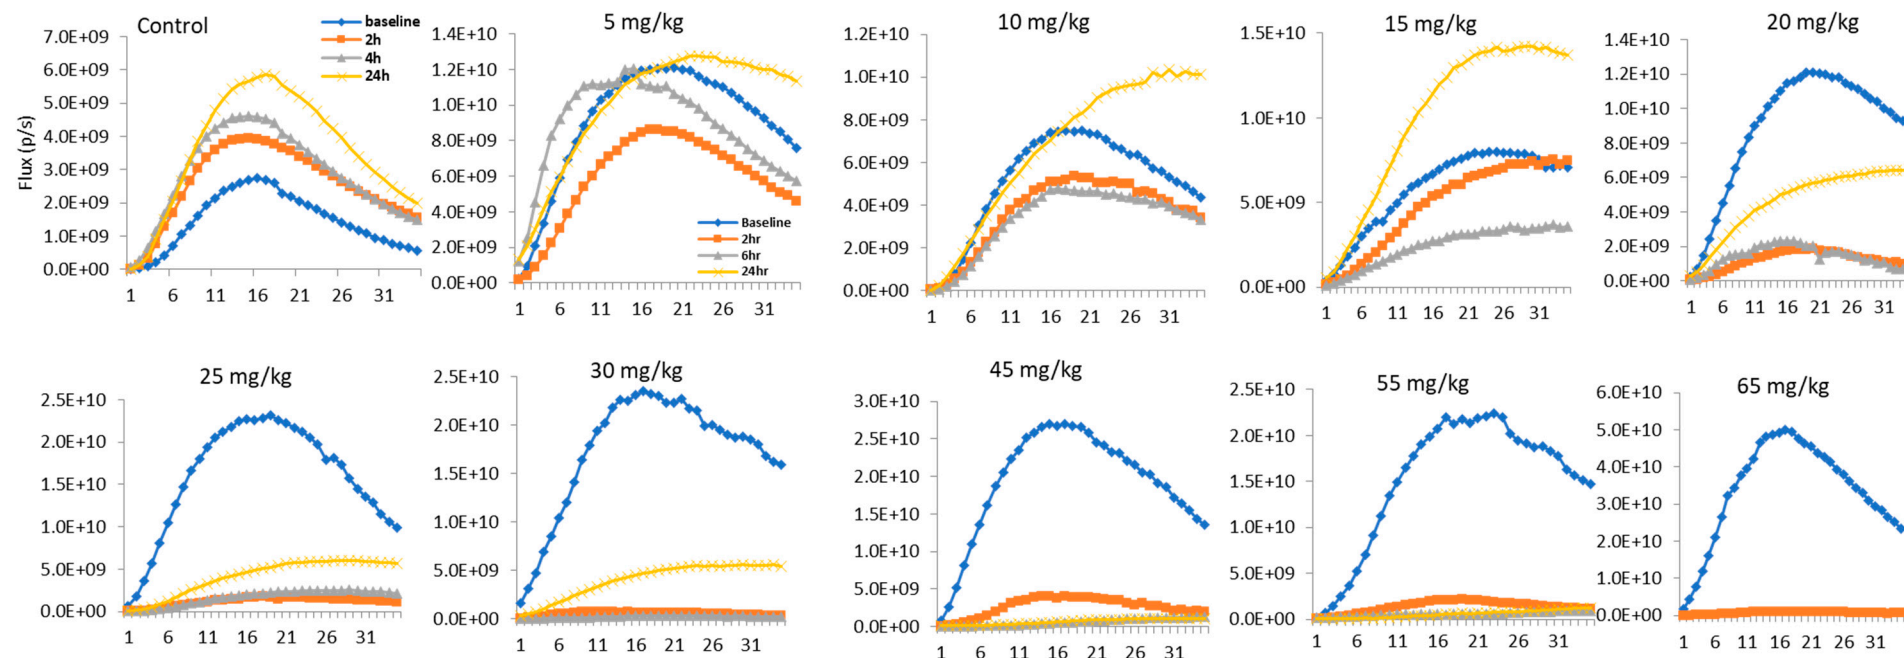 Control
7.0E+09
6.0E+09
5.0E+09
4.0E+09
3.0E+09
2.0E+09
1.0E+09
0.0E+00
Flux (p/s)
1 6 11 16 21 26 31
baseline
2h
4h
24h
5 mg/kg
1.4E+10
1.2E+10
1.0E+10
8.0E+09
6.0E+09
4.0E+09
2.0E+09
0.0E+00
1 6 11 16 21 26 31
Baseline
2hr
6hr
24hr
10 mg/kg
1.2E+10
1.0E+10
8.0E+09
6.0E+09
4.0E+09
2.0E+09
0.0E+00
1 6 11 16 21 26 31
15 mg/kg
1.5E+10
1.0E+10
5.0E+09
0.0E+00
1 6 11 16 21 26 31
20 mg/kg
1.4E+10
1.2E+10
1.0E+10
8.0E+09
6.0E+09
4.0E+09
2.0E+09
0.0E+00
1 6 11 16 21 26 31
25 mg/kg
2.5E+10
2.0E+10
1.5E+10
1.0E+10
5.0E+09
0.0E+00
1 6 11 16 21 26 31
30 mg/kg
2.5E+10
2.0E+10
1.5E+10
1.0E+10
5.0E+09
0.0E+00
1 6 11 16 21 26 31
45 mg/kg
3.0E+10
2.5E+10
2.0E+10
1.5E+10
1.0E+10
5.0E+09
0.0E+00
1 6 11 16 21 26 31
55 mg/kg
2.5E+10
2.0E+10
1.5E+10
1.0E+10
5.0E+09
0.0E+00
1 6 11 16 21 26 31
65 mg/kg
6.0E+10
5.0E+10
4.0E+10
3.0E+10
2.0E+10
1.0E+10
0.0E+00
1 6 11 16 21 26 31